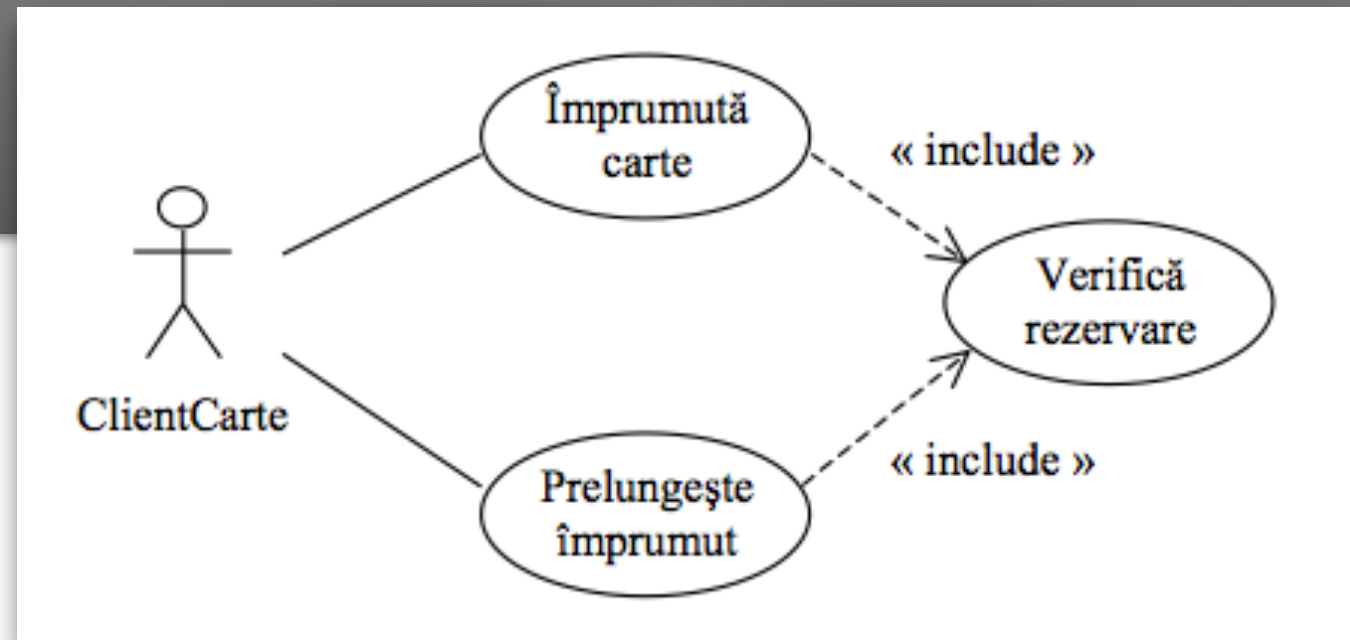 Împrumută
carte
« include »
Verifică
rezervare
ClientCarte
Prelungeşte
împrumut
« include »